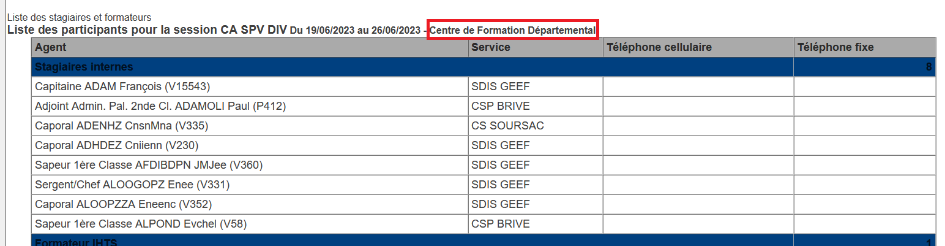 Liste des stagiaires et formateurs
Liste des participants pour la session CA SPV DIV Du 19/06/2023 au 26/06/2023 - Centre de Formation Départemental
Agent Service Téléphone cellulaire Téléphone fixe
Stagiaires internes 8
Capitaine ADAM François (V15543) SDIS GEEF
Adjoint Admin. Pal. 2nde Cl. ADAMOLI Paul (P412) CSP BRIVE
Caporal ADENHZ CnsnMna (V335) CS SOURSAC
Caporal ADHDEZ Cniienn (V230) SDIS GEEF
Sapeur 1ère Classe AFDIBDPN JMJee (V360) SDIS GEEF
Sergent/Chef ALOOGOPZ Enee (V331) SDIS GEEF
Caporal ALOOPZZA Eneenc (V352) SDIS GEEF
Sapeur 1ère Classe ALPOND Evchel (V58) CSP BRIVE
Formateur IHTS 1